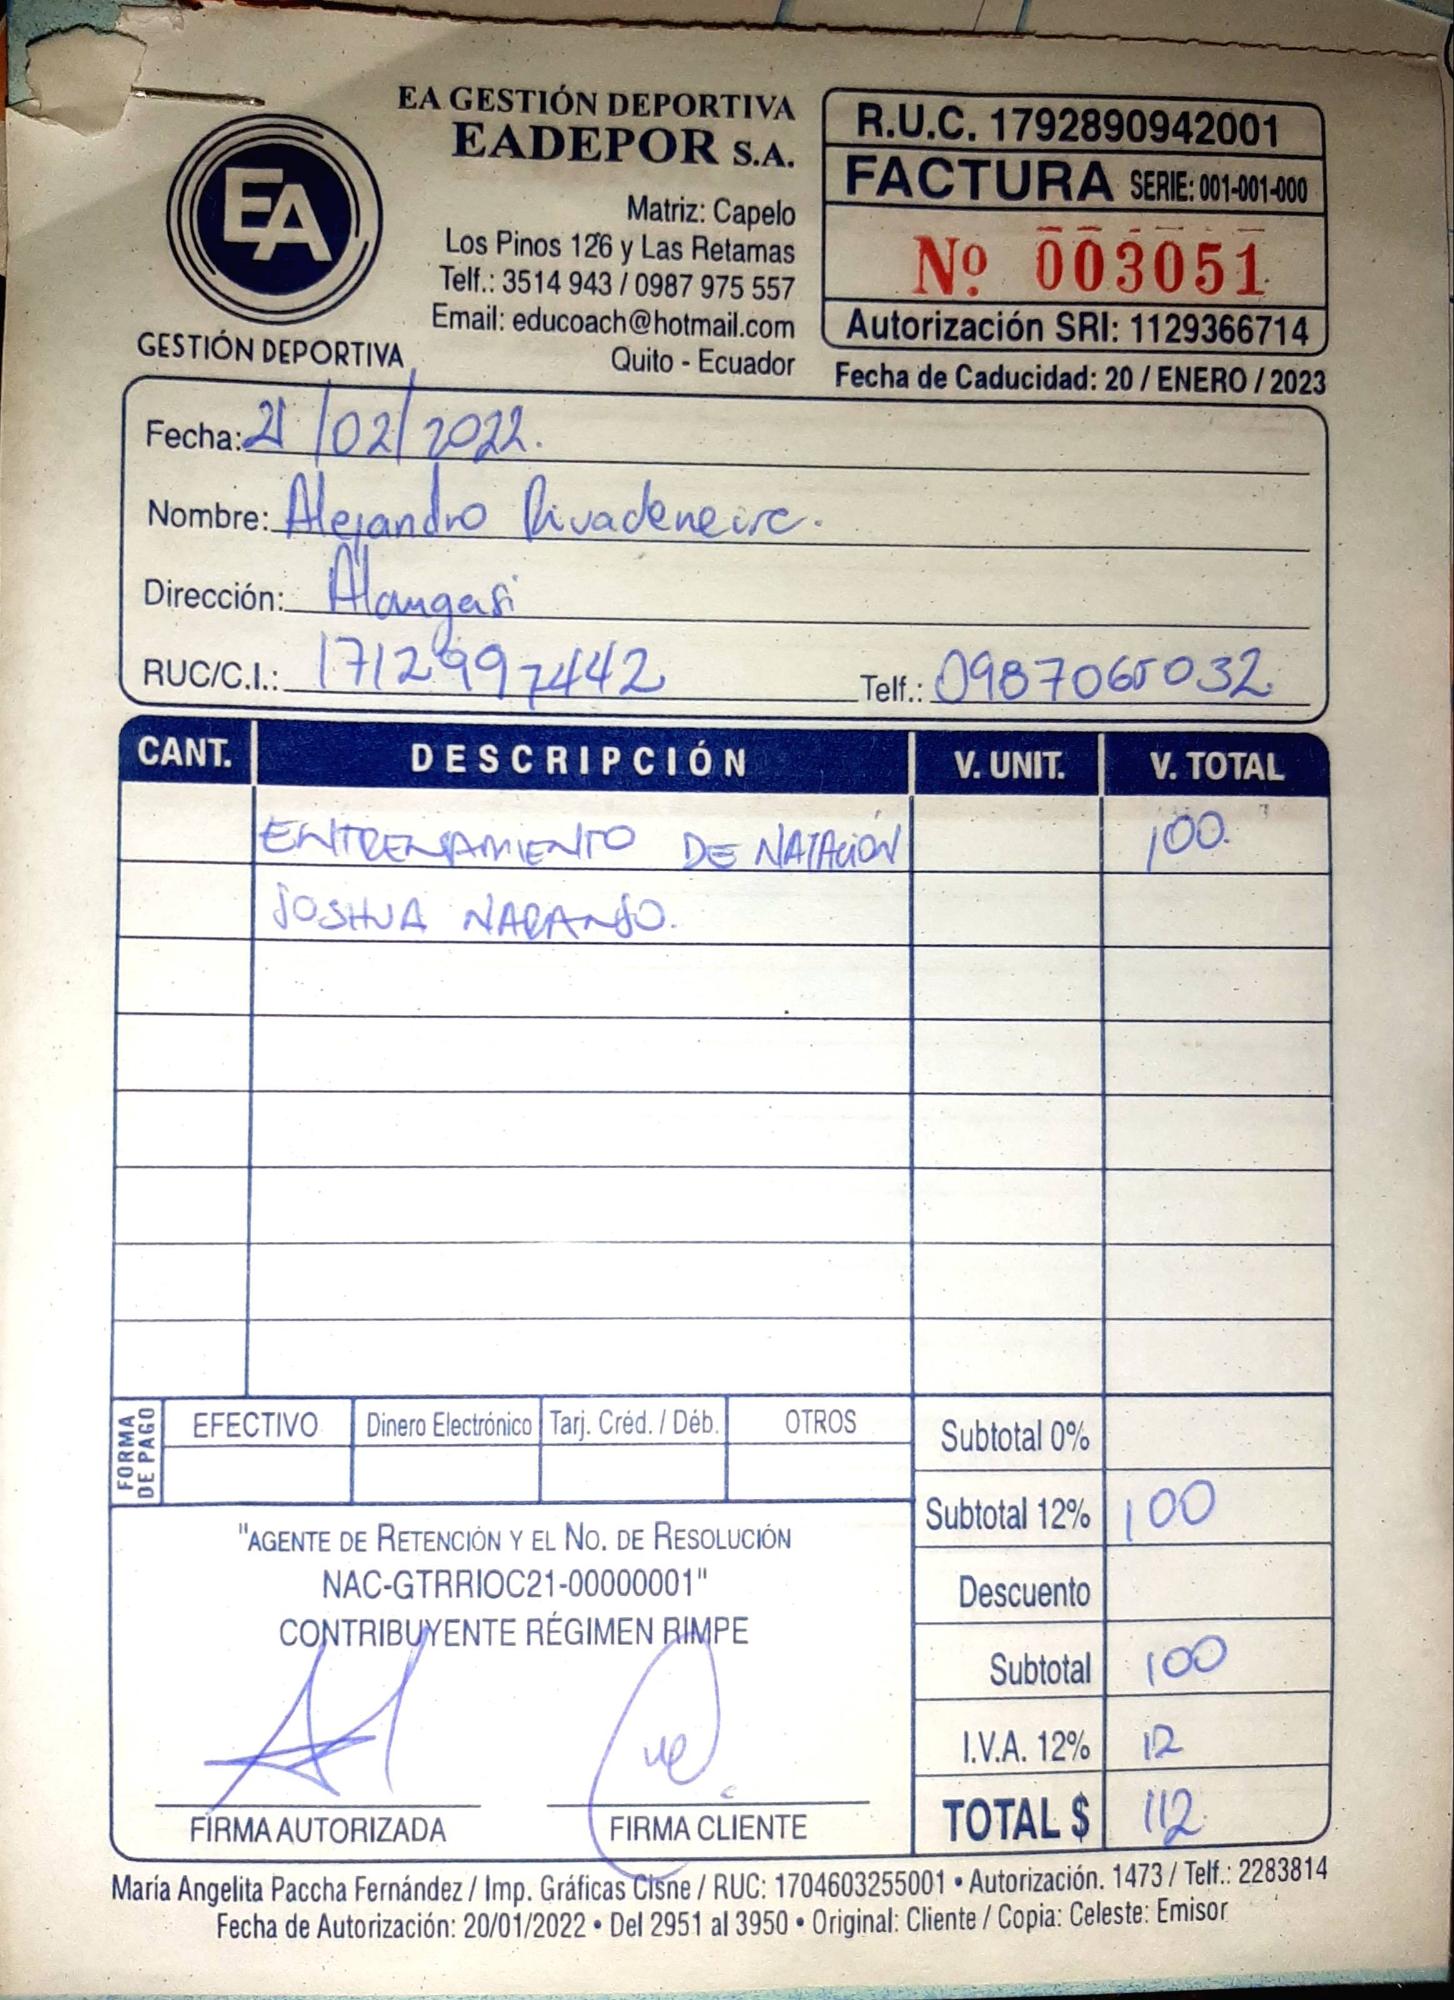 EA GESTIÓN DEPORTIVA
EADEPOR S.A.
EA
GESTIÓN DEPORTIVA
Matriz: Capelo
Los Pinos 126 y Las Retamas
Telf.: 3514 943 / 0987 975 557
Email: educoach@hotmail.com
Quito - Ecuador
R.U.C. 1792890942001
FACTURA SERIE: 001-001-000
Nº 003051
Autorización SRI: 1129366714
Fecha de Caducidad: 20 / ENERO / 2023
Fecha: 21/02/2022.
Nombre: Alejandro Rivadeneira.
Dirección: Alangasi
RUC/C.I.: 1712997442 Telf.: 0987065032
CANT. DESCRIPCIÓN V. UNIT. V. TOTAL
ENTRENAMIENTO DE NATACIÓN 100.
JOSHUA NARANJO.
FORMA DE PAGO
EFECTIVO Dinero Electrónico Tarj. Créd. / Déb. OTROS
Subtotal 0%
Subtotal 12% 100
Descuento
Subtotal 100
I.V.A. 12% 12
TOTAL $ 112
"AGENTE DE RETENCIÓN Y EL NO. DE RESOLUCIÓN
NAC-GTRRIOC21-00000001"
CONTRIBUYENTE RÉGIMEN RIMPE
FIRMA AUTORIZADA FIRMA CLIENTE
María Angelita Paccha Fernández / Imp. Gráficas Cisne / RUC: 1704603255001 • Autorización. 1473 / Telf.: 2283814
Fecha de Autorización: 20/01/2022 • Del 2951 al 3950 • Original: Cliente / Copia: Celeste: Emisor